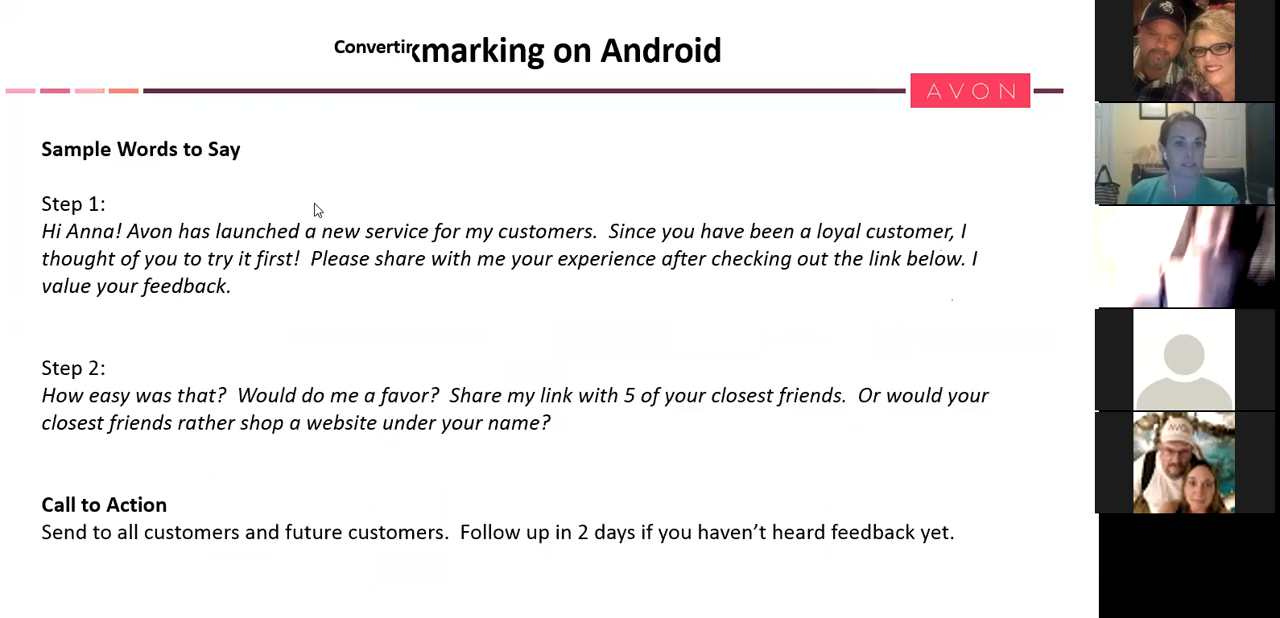 Convertin
kmarking on Android
AVON
Sample Words to Say
Step 1:
Hi Anna! Avon has launched a new service for my customers. Since you have been a loyal customer, I
thought of you to try it first! Please share with me your experience after checking out the link below. I
value your feedback.
Step 2:
How easy was that? Would do me a favor? Share my link with 5 of your closest friends. Or would your
closest friends rather shop a website under your name?
Call to Action
Send to all customers and future customers. Follow up in 2 days if you haven’t heard feedback yet.